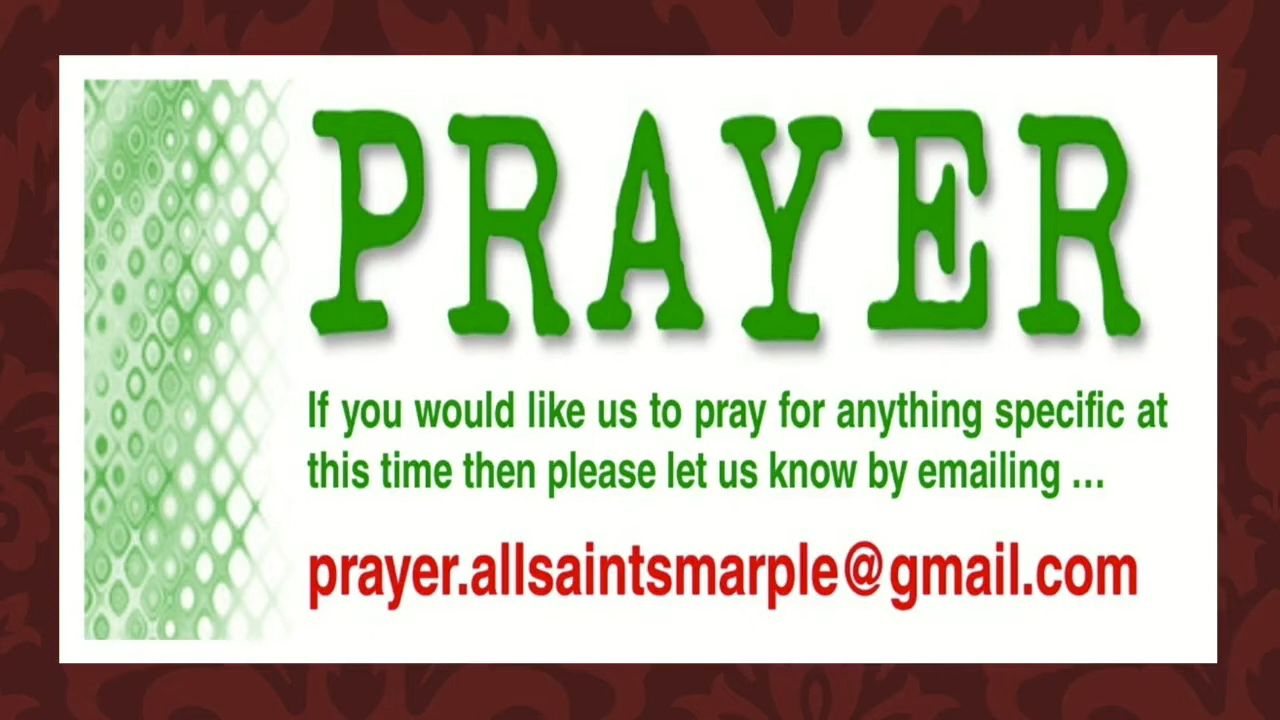 PRAYER
If you would like us to pray for anything specific at
this time then please let us know by emailing ...
prayer.allsaintsmarple@gmail.com